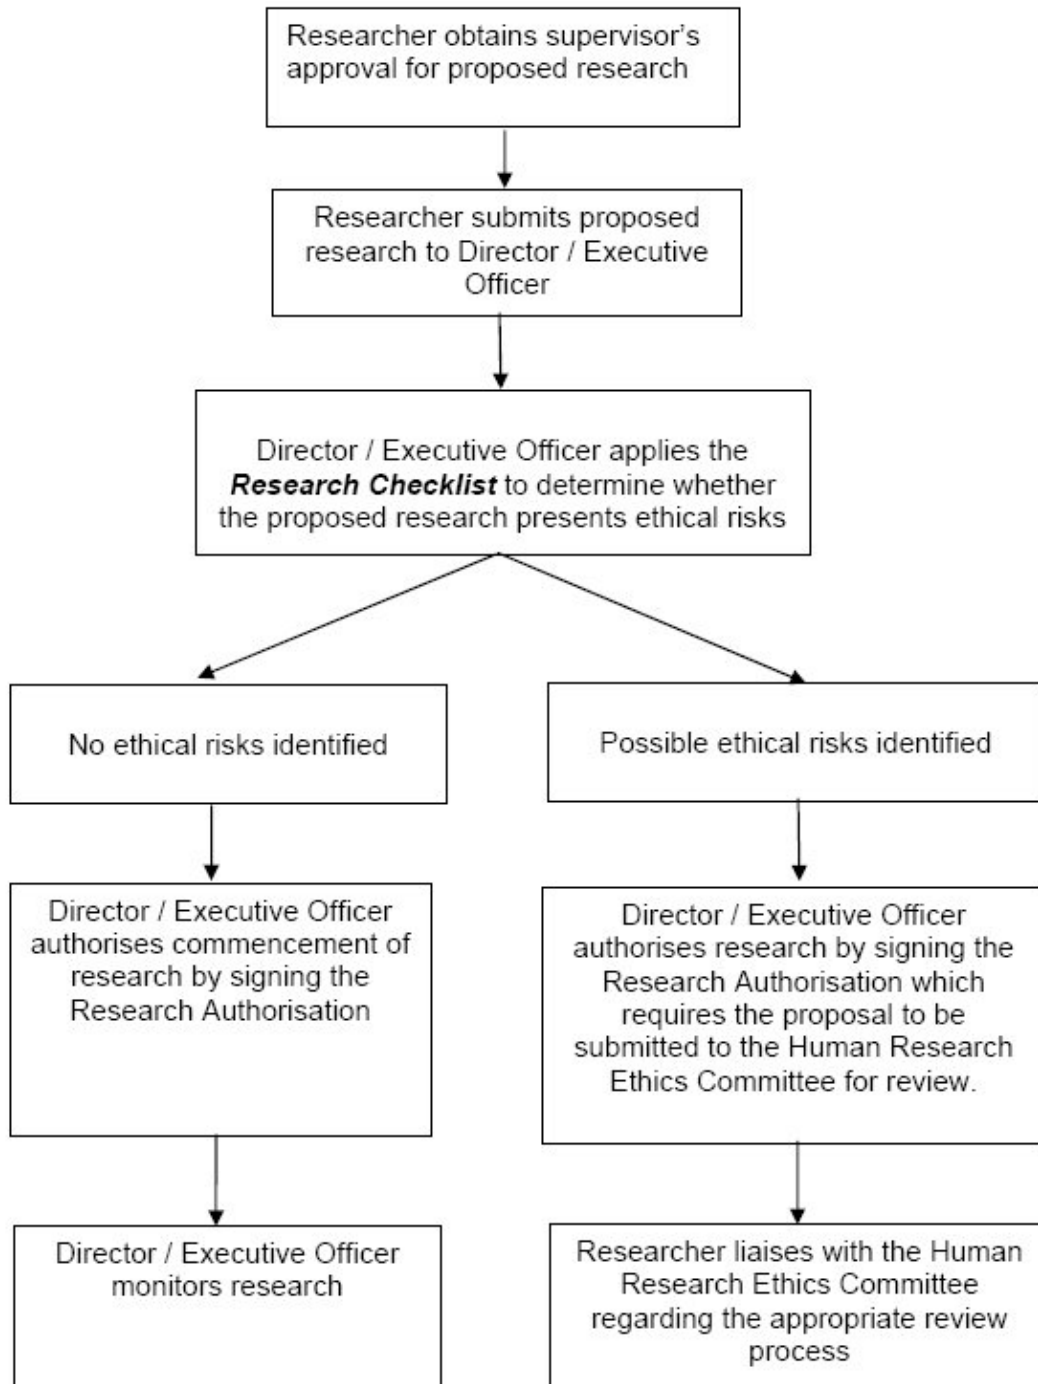 Researcher obtains supervisor's
approval for proposed research
Researcher submits proposed
research to Director / Executive
Officer
Director / Executive Officer applies the
Research Checklist to determine whether
the proposed research presents ethical risks
No ethical risks identified
Possible ethical risks identified
Director / Executive Officer
authorises commencement of
research by signing the
Research Authorisation
Director / Executive Officer
authorises research by signing the
Research Authorisation which
requires the proposal to be
submitted to the Human Research
Ethics Committee for review.
Director / Executive Officer
monitors research
Researcher liaises with the Human
Research Ethics Committee
regarding the appropriate review
process